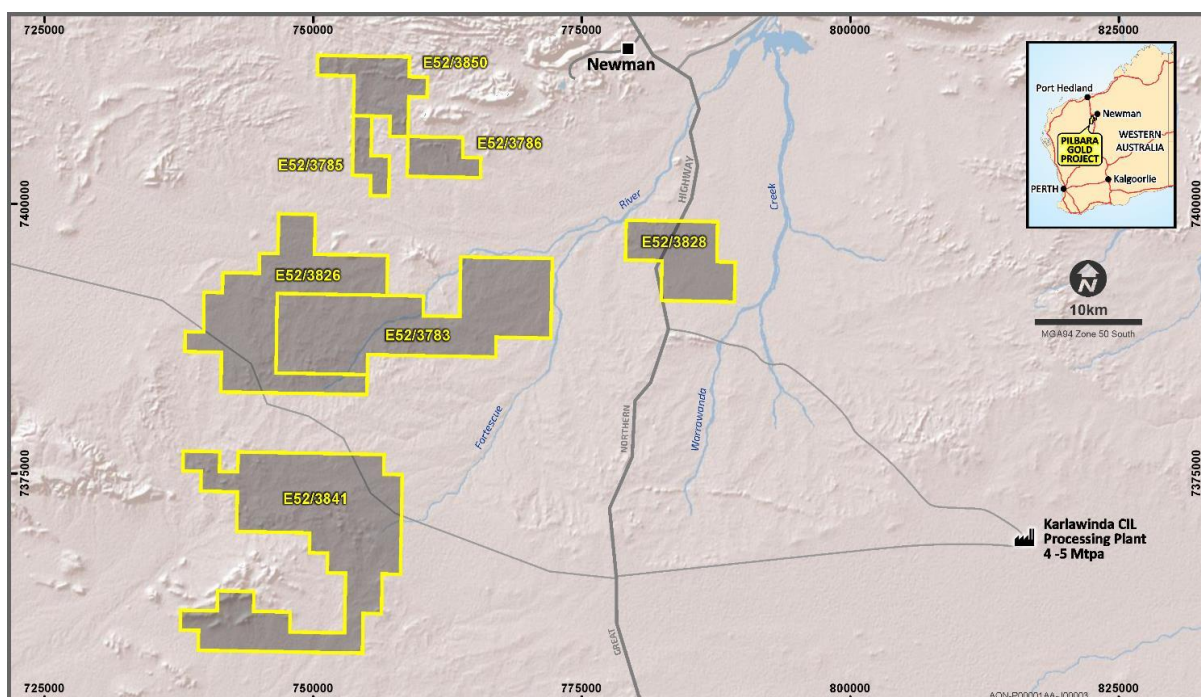 725000
750000
775000
800000
825000
Newman
E52/3850
E52/3786
E52/3785
Port Hedland
Newman
WESTERN
AUSTRALIA
PILBARA
GOLD
PROJECT
Kalgoorlie
PERTH
7400000
7400000
River
HIGHWAY
Creek
E52/3828
E52/3826
E52/3783
N
10km
MGA94 Zone 50 South
Fortescue
NORTHERN
Warrawanda
7375000
7375000
E52/3841
Karlawinda CIL
Processing Plant
4 -5 Mtpa
GREAT
725000
750000
775000
800000
825000